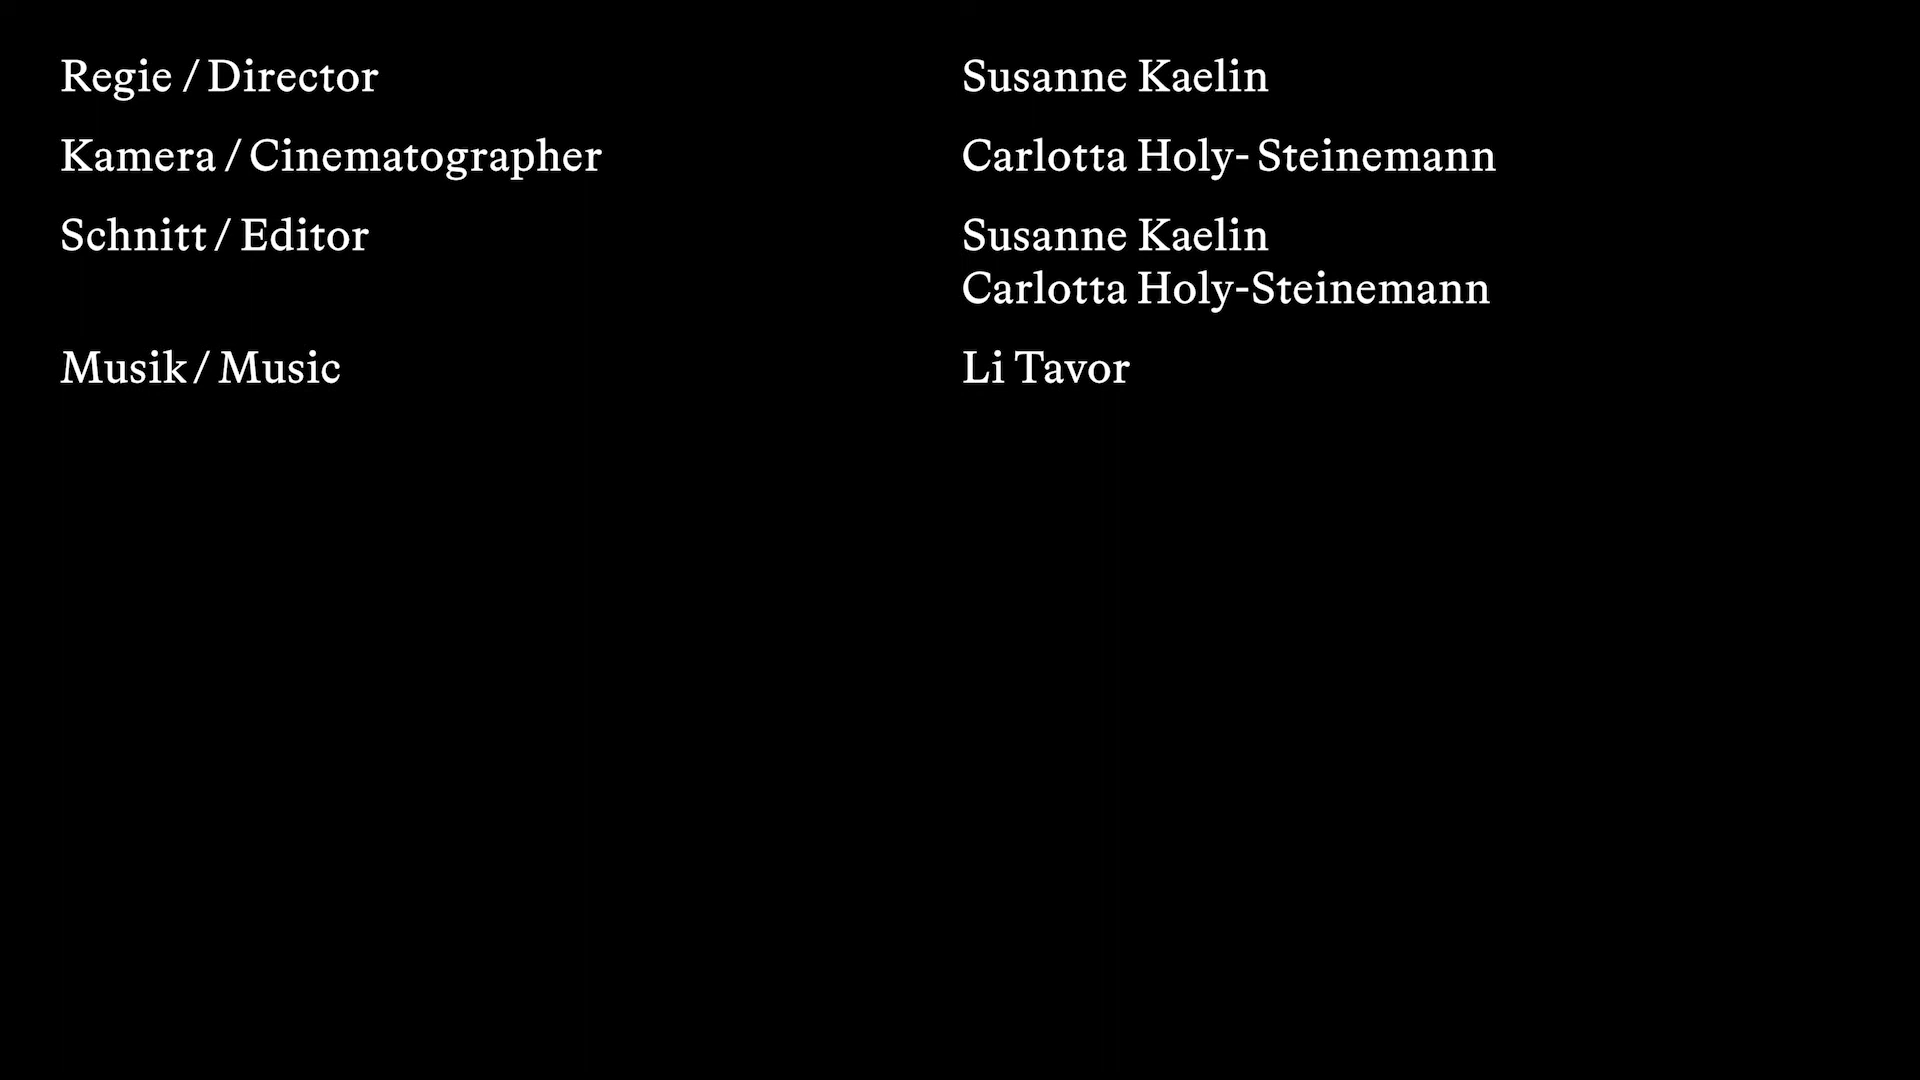 Regie / Director Susanne Kaelin
Kamera / Cinematographer Carlotta Holy- Steinemann
Schnitt / Editor Susanne Kaelin
Carlotta Holy-Steinemann
Musik / Music Li Tavor